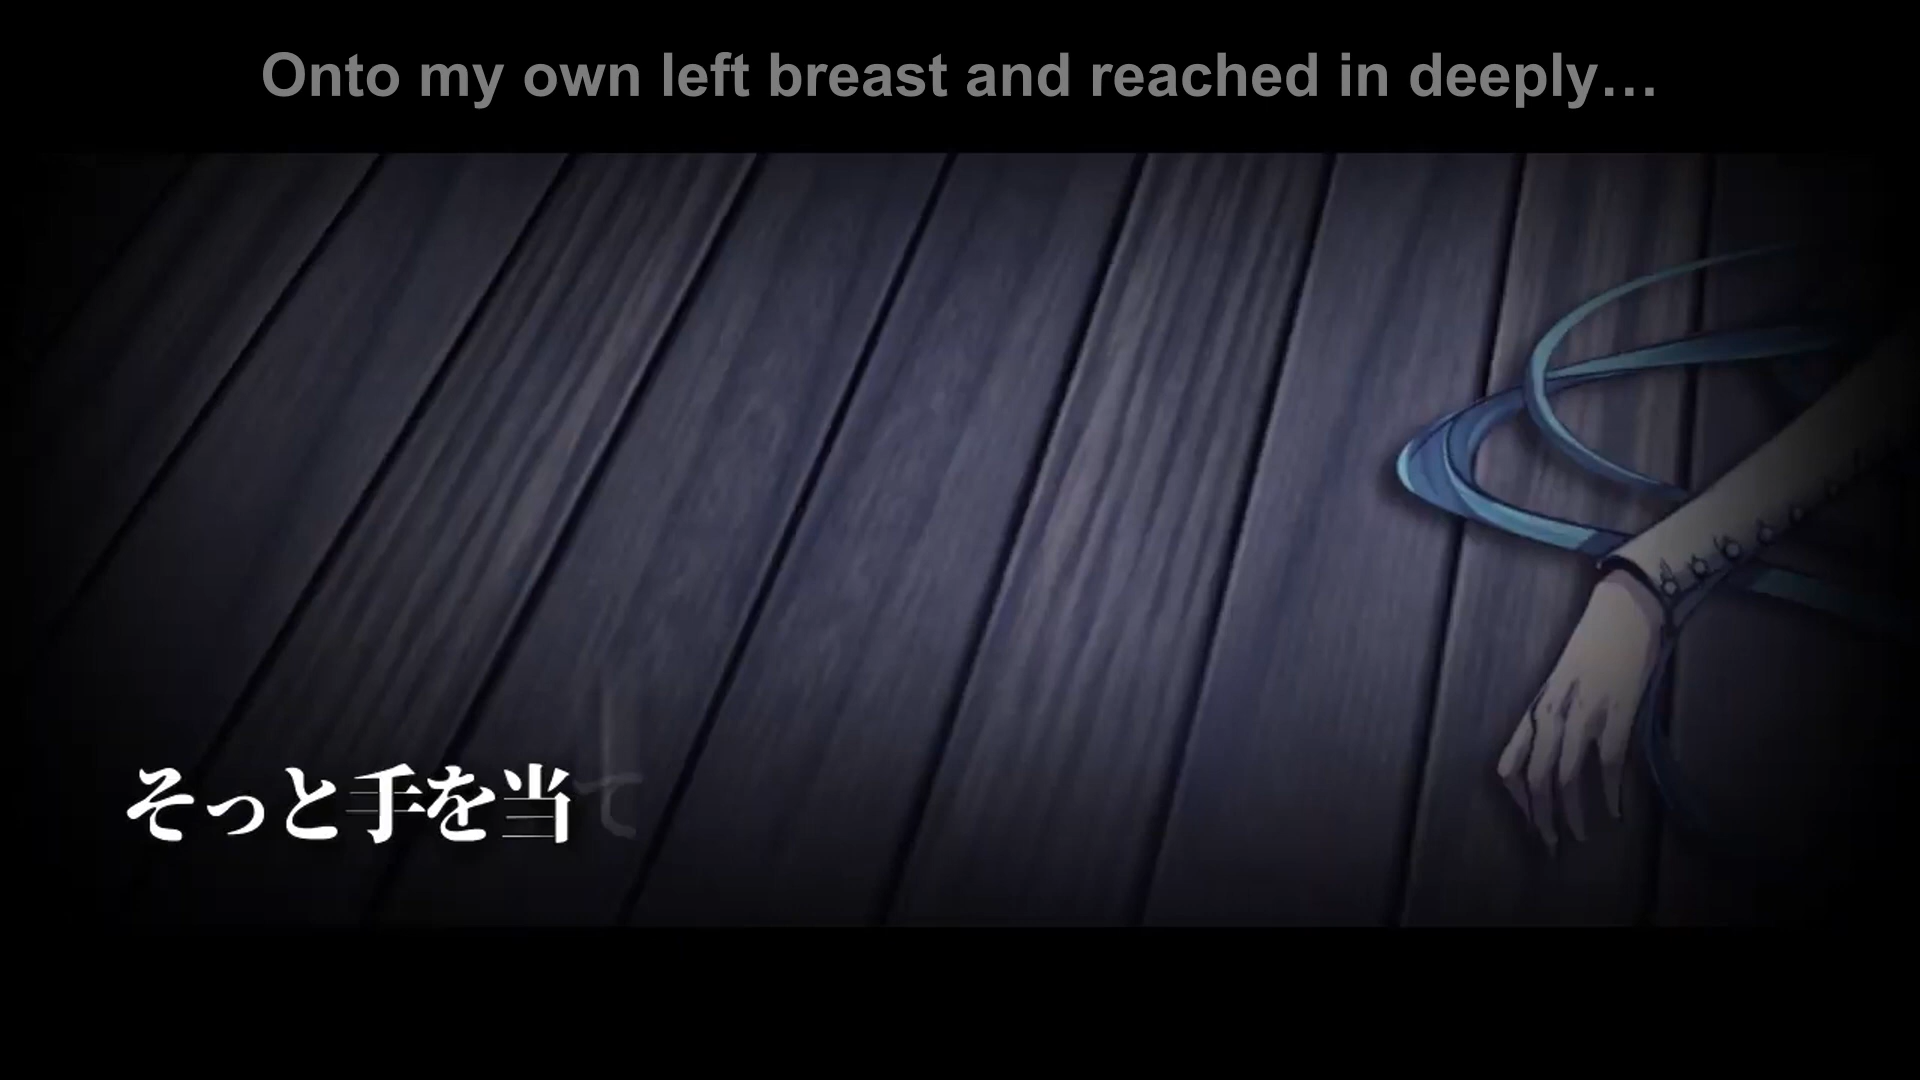 Onto my own left breast and reached in deeply…
そっと手を当て